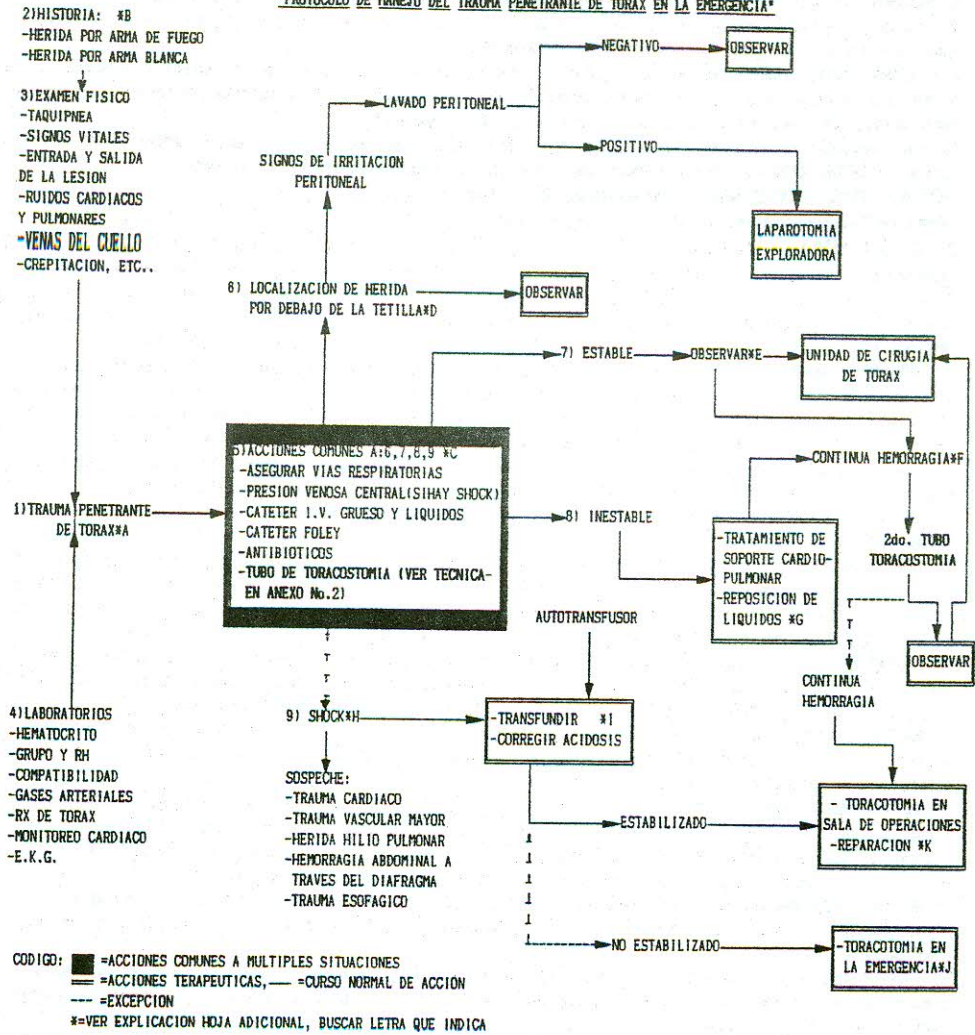 "PROTOCOLO DE MANEJO DEL TRAUMA PENETRANTE DE TORAX EN LA EMERGENCIA"
2)HISTORIA: *B
-HERIDA POR ARMA DE FUEGO
-HERIDA POR ARMA BLANCA
3)EXAMEN FISICO
-TAQUIPNEA
-SIGNOS VITALES
-ENTRADA Y SALIDA
DE LA LESION
-RUIDOS CARDIACOS
Y PULMONARES
-VENAS DEL CUELLO
-CREPITACION, ETC..
1)TRAUMA PENETRANTE
DE TORAX*A
4)LABORATORIOS
-HEMATOCRITO
-GRUPO Y RH
-COMPATIBILIDAD
-GASES ARTERIALES
-RX DE TORAX
-MONITOREO CARDIACO
-E.K.G.
5)ACCIONES COMUNES A:6,7,8,9 *C
-ASEGURAR VIAS RESPIRATORIAS
-PRESION VENOSA CENTRAL(SIHAY SHOCK)
-CATETER I.V. GRUESO Y LIQUIDOS
-CATETER FOLEY
-ANTIBIOTICOS
-TUBO DE TORACOSTOMIA (VER TECNICA-
EN ANEXO No.2)
6) LOCALIZACIÓN DE HERIDA
POR DEBAJO DE LA TETILLA*D
OBSERVAR
SIGNOS DE IRRITACION
PERITONEAL
LAVADO PERITONEAL
NEGATIVO
OBSERVAR
POSITIVO
LAPAROTOMIA
EXPLORADORA
7) ESTABLE
OBSERVAR*E
UNIDAD DE CIRUGIA
DE TORAX
CONTINUA HEMORRAGIA*F
8) INESTABLE
-TRATAMIENTO DE
SOPORTE CARDIO-
PULMONAR
-REPOSICION DE
LIQUIDOS *G
2do. TUBO
TORACOSTOMIA
OBSERVAR
CONTINUA
HEMORRAGIA
AUTOTRANSFUSOR
9) SHOCK*H
-TRANSFUNDIR *I
-CORREGIR ACIDOSIS
SOSPECHE:
-TRAUMA CARDIACO
-TRAUMA VASCULAR MAYOR
-HERIDA HILIO PULMONAR
-HEMORRAGIA ABDOMINAL A
TRAVES DEL DIAFRAGMA
-TRAUMA ESOFAGICO
ESTABILIZADO
- TORACOTOMIA EN
SALA DE OPERACIONES
-REPARACION *K
NO ESTABILIZADO
-TORACOTOMIA EN
LA EMERGENCIA*J
CODIGO: =ACCIONES COMUNES A MULTIPLES SITUACIONES
=ACCIONES TERAPEUTICAS, =CURSO NORMAL DE ACCIÓN
--- =EXCEPCION
*=VER EXPLICACION HOJA ADICIONAL, BUSCAR LETRA QUE INDICA